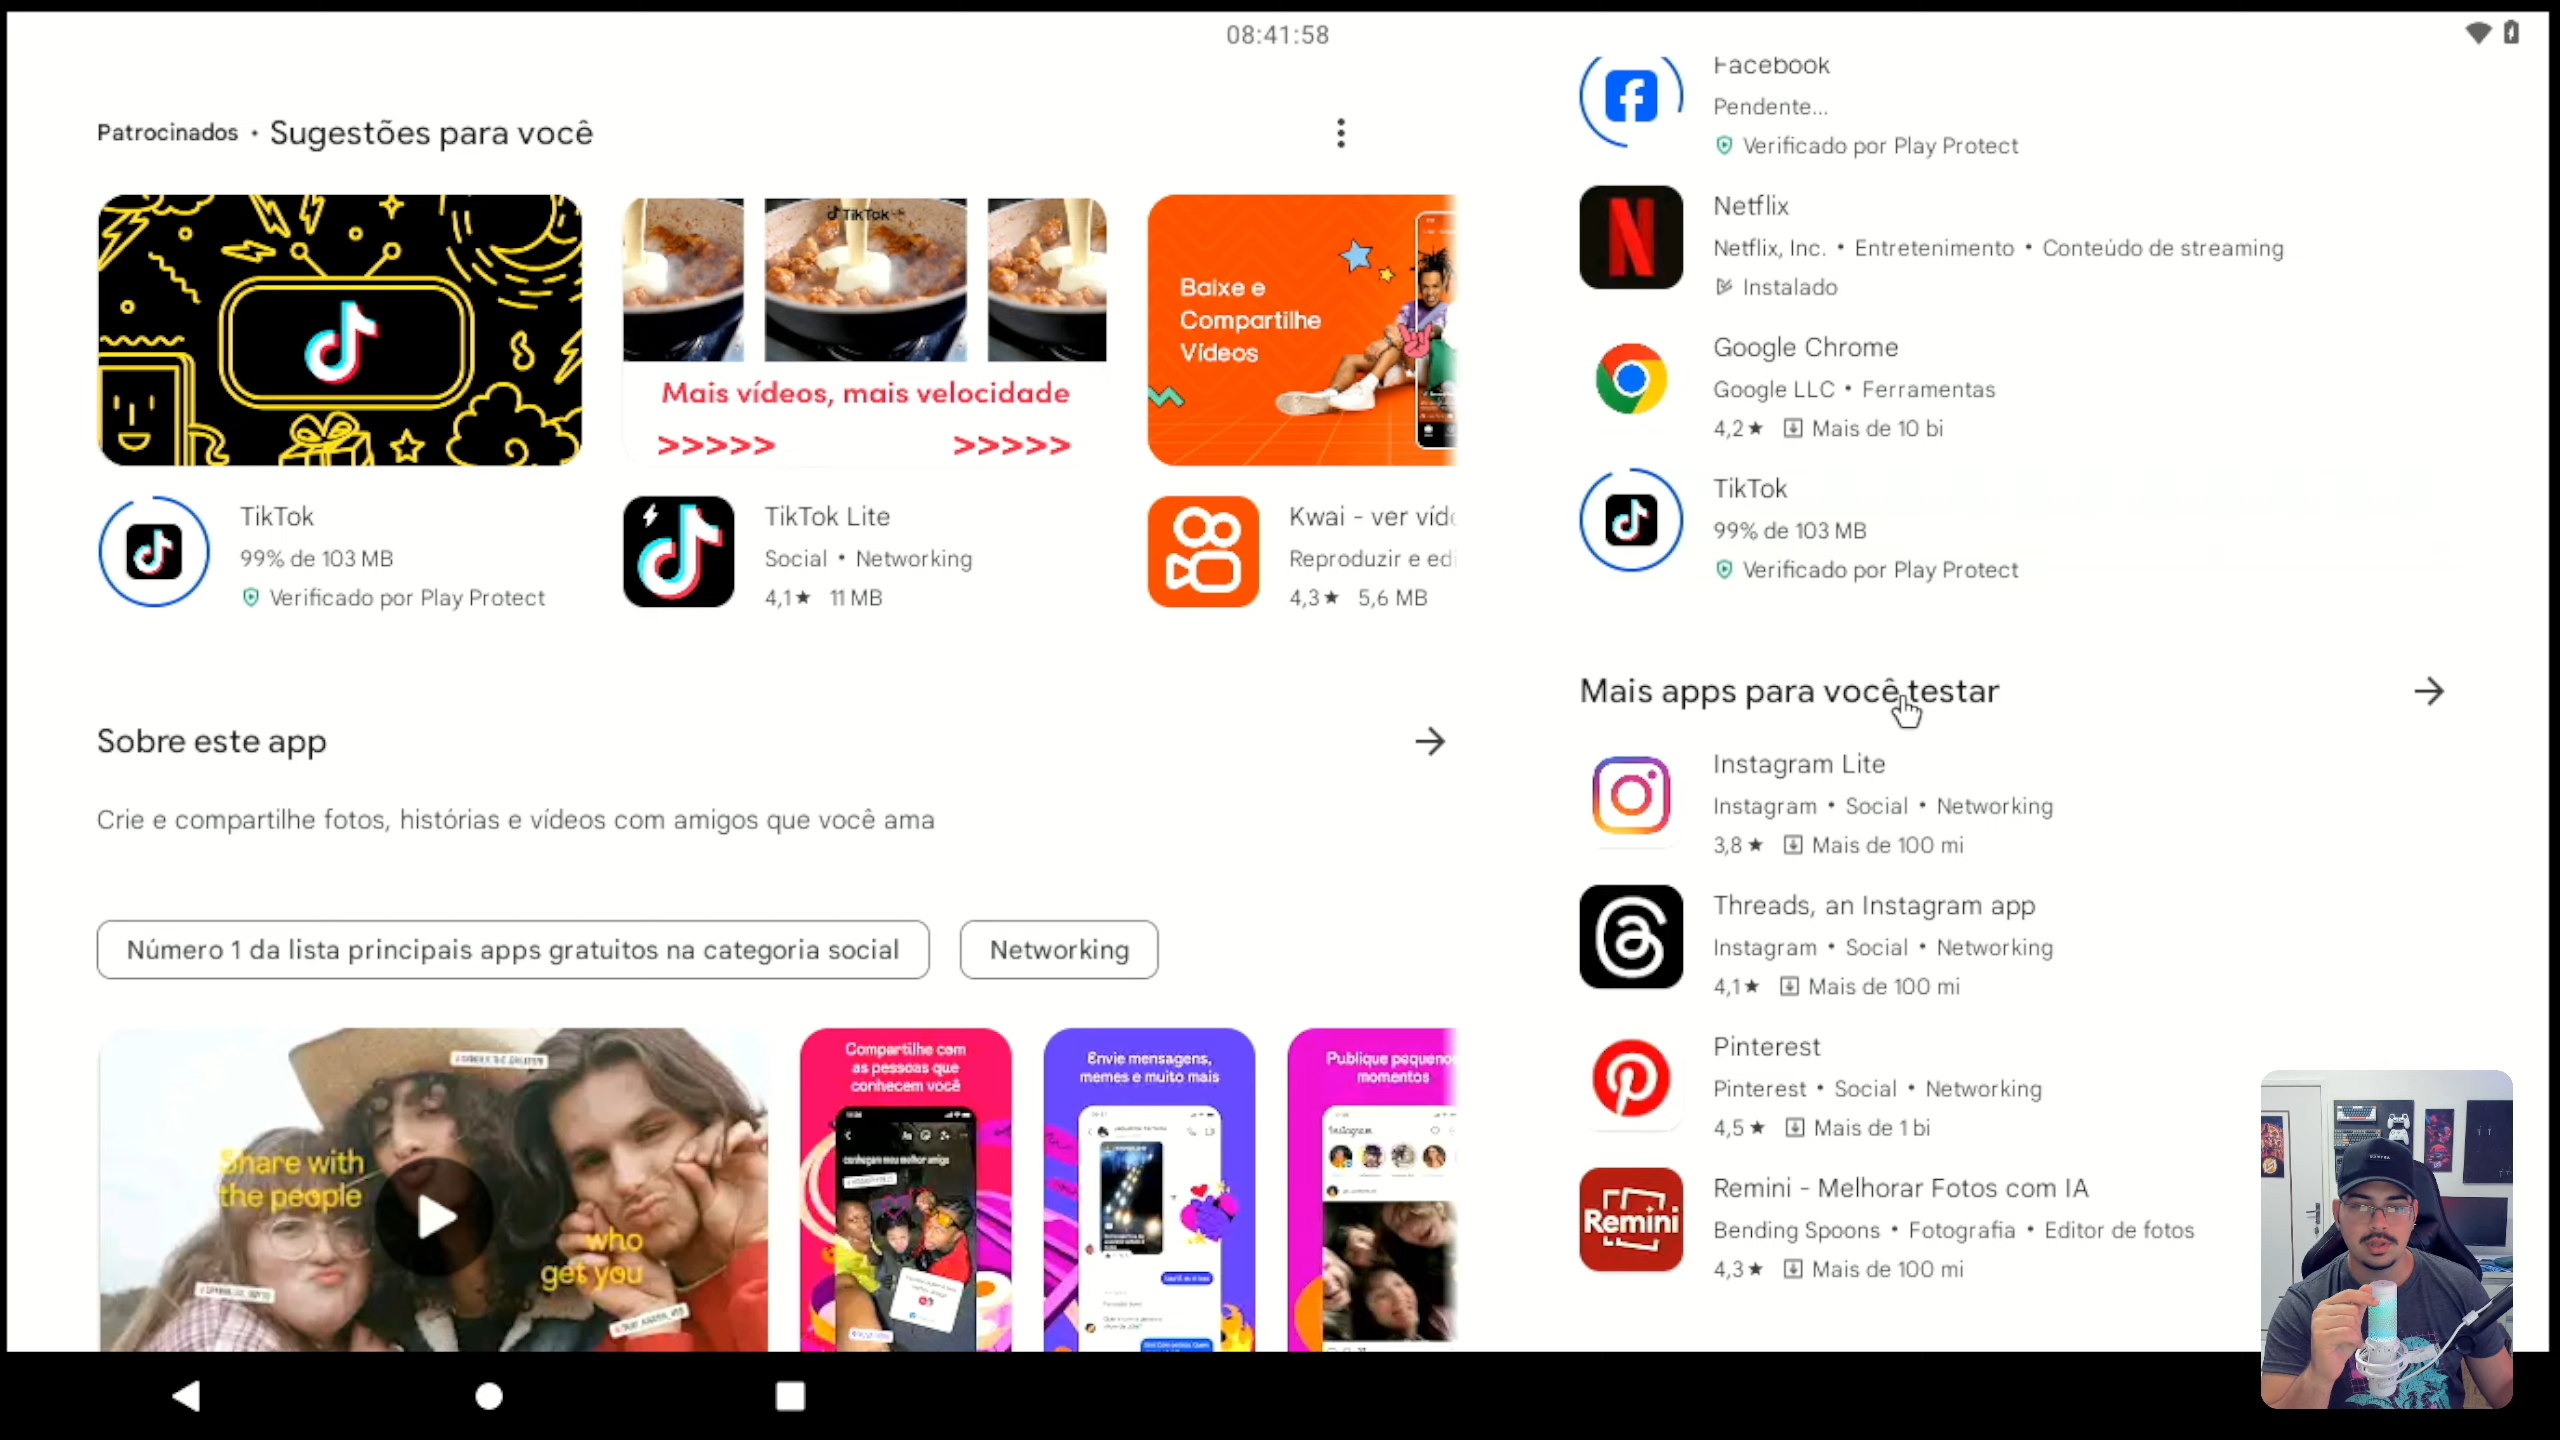 08:41:58
Patrocinados • Sugestões para você
TikTok
Mais vídeos, mais velocidade
>>>>> >>>>>
Baixe e
Compartilhe
Vídeos
TikTok
99% de 103 MB
Verificado por Play Protect
TikTok Lite
Social • Networking
4,1★ 11 MB
Kwai - ver víd
Reproduzir e edi
4,3★ 5,6 MB
Sobre este app
Crie e compartilhe fotos, histórias e vídeos com amigos que você ama
Número 1 da lista principais apps gratuitos na categoria social
Networking
Share with
the people
who
get you
Compartilhe com
as pessoas que
conhecem você
Envie mensagens,
memes e muito mais
Publique pequeno
momentos
Instagram
Facebook
Pendente...
Verificado por Play Protect
Netflix
Netflix, Inc. • Entretenimento • Conteúdo de streaming
Instalado
Google Chrome
Google LLC • Ferramentas
4,2★ Mais de 10 bi
TikTok
99% de 103 MB
Verificado por Play Protect
Mais apps para você testar
Instagram Lite
Instagram • Social • Networking
3,8★ Mais de 100 mi
Threads, an Instagram app
Instagram • Social • Networking
4,1★ Mais de 100 mi
Pinterest
Pinterest • Social • Networking
4,5★ Mais de 1 bi
Remini
Remini - Melhorar Fotos com IA
Bending Spoons • Fotografia • Editor de fotos
4,3★ Mais de 100 mi